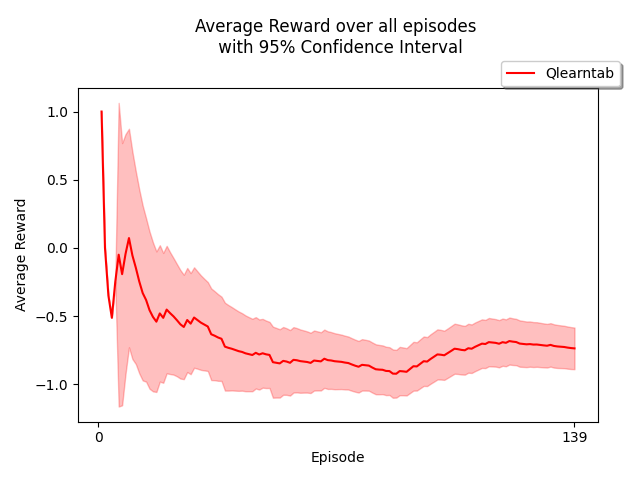 Average Reward over all episodes
with 95% Confidence Interval
Qlearntab
1.0
0.5
0.0
−0.5
−1.0
Average Reward
0
139
Episode